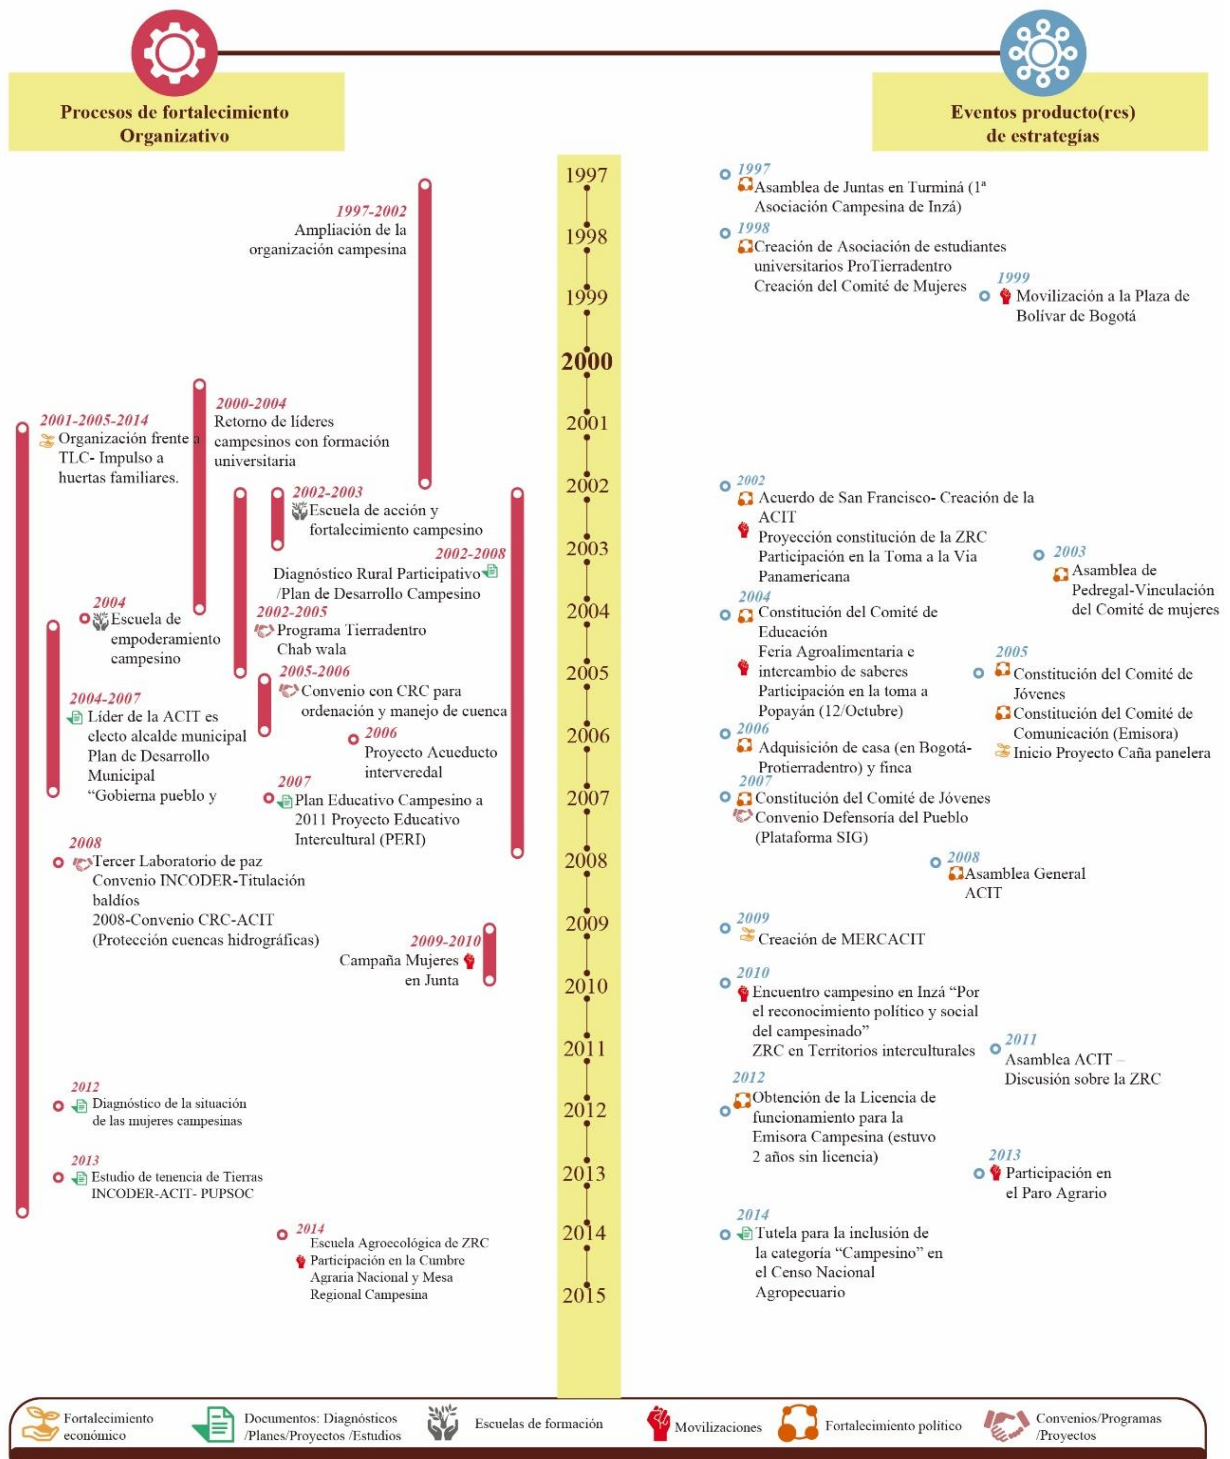 Procesos de fortalecimiento
Organizativo
Eventos producto(res)
de estrategías
1997-2002
Ampliación de la
organización campesina
2001-2005-2014
Organización frente a
TLC- Impulso a
huertas familiares.
2000-2004
Retorno de líderes
campesinos con formación
universitaria
2002-2003
Escuela de acción y
fortalecimiento campesino
2002-2008
Diagnóstico Rural Participativo
/Plan de Desarrollo Campesino
2004
Escuela de
empoderamiento
campesino
2002-2005
Programa Tierradentro
Chab wala
2005-2006
Convenio con CRC para
ordenación y manejo de cuenca
2004-2007
Líder de la ACIT es
electo alcalde municipal
Plan de Desarrollo
Municipal
“Gobierna pueblo y
2006
Proyecto Acueducto
interveredal
2007
Plan Educativo Campesino a
2011 Proyecto Educativo
Intercultural (PERI)
2008
Tercer Laboratorio de paz
Convenio INCODER-Titulación
baldíos
2008-Convenio CRC-ACIT
(Protección cuencas hidrográficas)
2009-2010
Campaña Mujeres
en Junta
2012
Diagnóstico de la situación
de las mujeres campesinas
2013
Estudio de tenencia de Tierras
INCODER-ACIT- PUPSOC
2014
Escuela Agroecológica de ZRC
Participación en la Cumbre
Agraria Nacional y Mesa
Regional Campesina
1997
1998
1999
2000
2001
2002
2003
2004
2005
2006
2007
2008
2009
2010
2011
2012
2013
2014
2015
1997
Asamblea de Juntas en Turminá (1ª
Asociación Campesina de Inzá)
1998
Creación de Asociación de estudiantes
universitarios ProTierradentro
Creación del Comité de Mujeres
1999
Movilización a la Plaza de
Bolívar de Bogotá
2002
Acuerdo de San Francisco- Creación de la
ACIT
Proyección constitución de la ZRC
Participación en la Toma a la Via
Panamericana
2003
Asamblea de
Pedregal-Vinculación
del Comité de mujeres
2004
Constitución del Comité de
Educación
Feria Agroalimentaria e
intercambio de saberes
Participación en la toma a
Popayán (12/Octubre)
2005
Constitución del Comité de
Jóvenes
Constitución del Comité de
Comunicación (Emisora)
Inicio Proyecto Caña panelera
2006
Adquisición de casa (en Bogotá-
Protierradentro) y finca
2007
Constitución del Comité de Jóvenes
Convenio Defensoría del Pueblo
(Plataforma SIG)
2008
Asamblea General
ACIT
2009
Creación de MERCACIT
2010
Encuentro campesino en Inzá “Por
el reconocimiento político y social
del campesinado”
ZRC en Territorios interculturales
2011
Asamblea ACIT –
Discusión sobre la ZRC
2012
Obtención de la Licencia de
funcionamiento para la
Emisora Campesina (estuvo
2 años sin licencia)
2013
Participación en
el Paro Agrario
2014
Tutela para la inclusión de
la categoría “Campesino” en
el Censo Nacional
Agropecuario
Fortalecimiento
económico
Documentos: Diagnósticos
/Planes/Proyectos /Estudios
Escuelas de formación
Movilizaciones
Fortalecimiento político
Convenios/Programas
/Proyectos